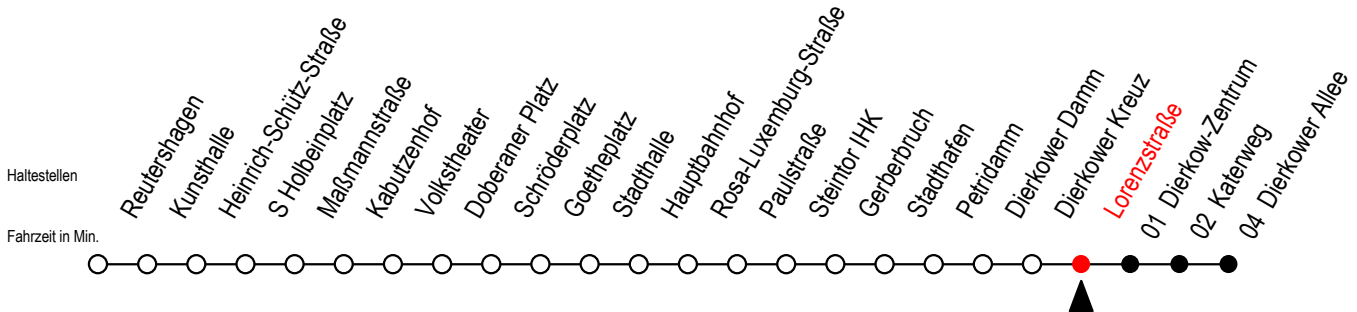 Haltestellen
Reutershagen
Kunsthalle
Heinrich-Schütz-Straße
S Holbeinplatz
Maßmannstraße
Kabutzenhof
Volkstheater
Doberaner Platz
Schröderplatz
Goetheplatz
Stadthalle
Hauptbahnhof
Rosa-Luxemburg-Straße
Paulstraße
Steintor IHK
Gerberbruch
Stadthafen
Petridamm
Dierkower Damm
Dierkower Kreuz
Lorenzstraße
01 Dierkow-Zentrum
02 Katerweg
04 Dierkower Allee
Fahrzeit in Min.